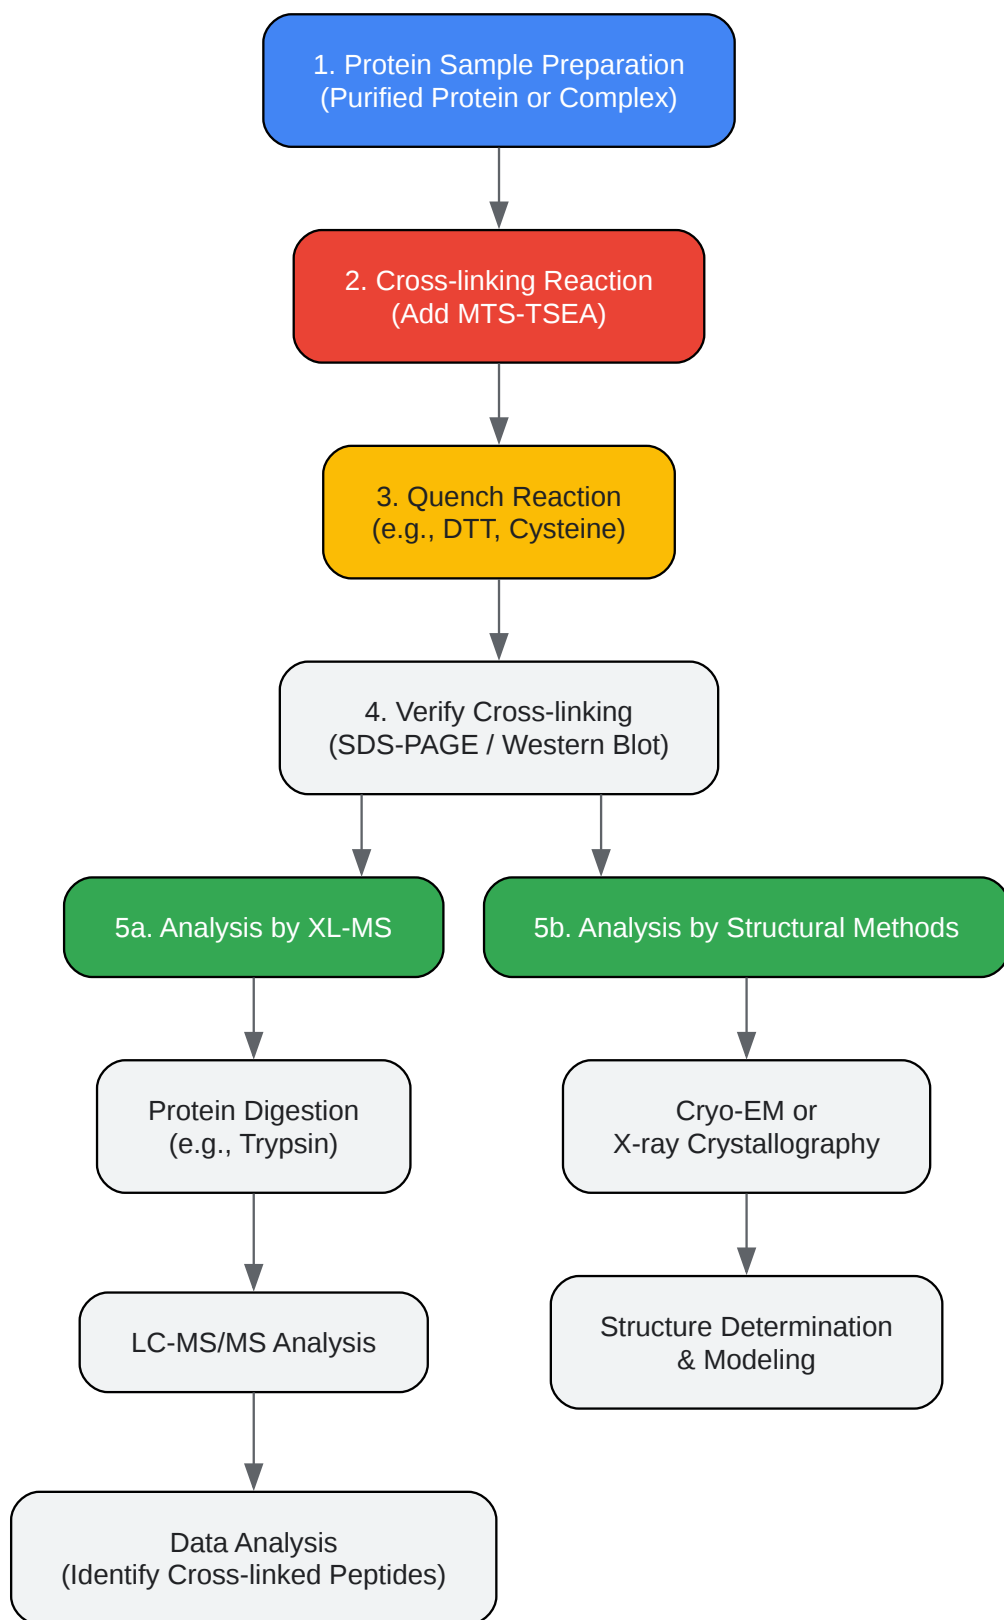 1. Protein Sample Preparation
(Purified Protein or Complex)
2. Cross-linking Reaction
(Add MTS-TSEA)
3. Quench Reaction
(e.g., DTT, Cysteine)
4. Verify Cross-linking
(SDS-PAGE / Western Blot)
5a. Analysis by XL-MS
5b. Analysis by Structural Methods
Protein Digestion
(e.g., Trypsin)
Cryo-EM or
X-ray Crystallography
LC-MS/MS Analysis
Structure Determination
& Modeling
Data Analysis
(Identify Cross-linked Peptides)